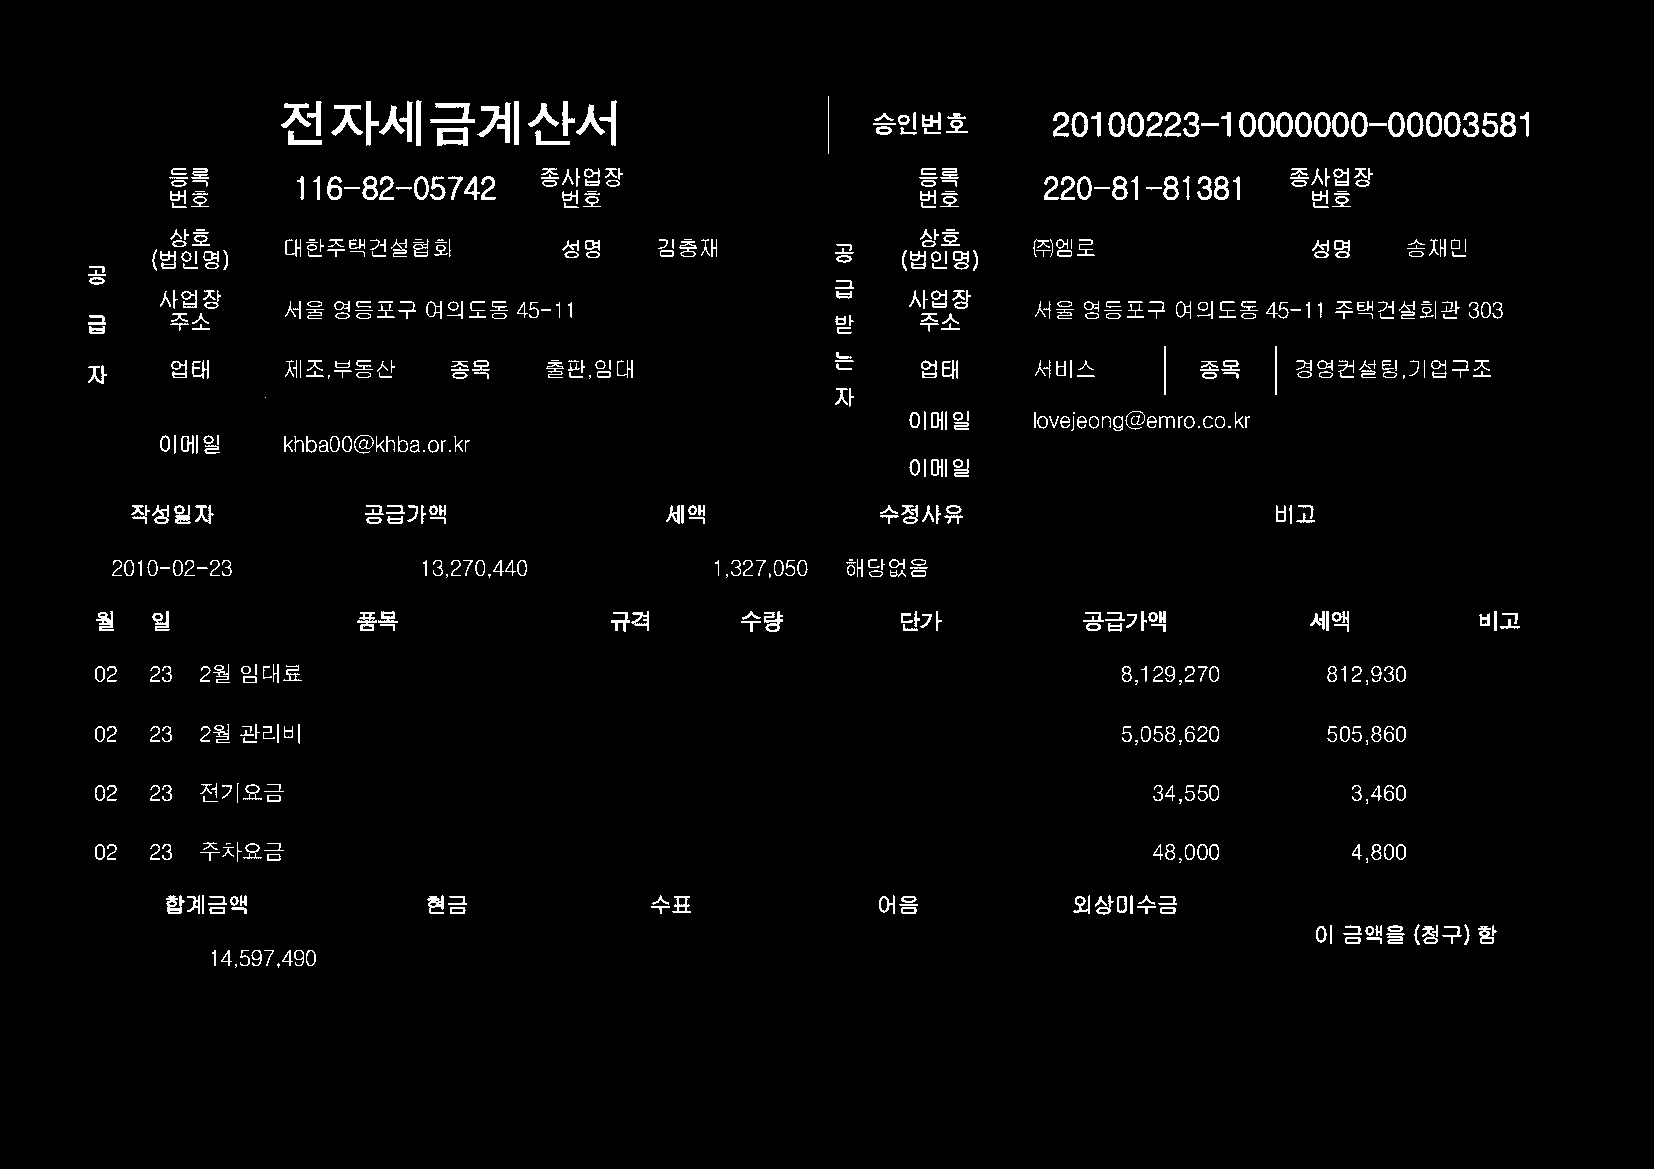 전자세금계산서 승인번호 20100223-10000000-00003581
등록번호 116-82-05742 종사업장번호 등록번호 220-81-81381 종사업장번호
공급자 상호(법인명) 대한주택건설협회 성명 김충재 공급받는자 상호(법인명) ㈜엠로 성명 송재민
사업장주소 서울 영등포구 여의도동 45-11 사업장주소 서울 영등포구 여의도동 45-11 주택건설회관 303
업태 제조,부동산 종목 출판,임대 업태 서비스 종목 경영컨설팅,기업구조
이메일 khba00@khba.or.kr 이메일 lovejeong@emro.co.kr
이메일
작성일자 공급가액 세액 수정사유 비고
2010-02-23 13,270,440 1,327,050 해당없음
월 일 품목 규격 수량 단가 공급가액 세액 비고
02 23 2월 임대료 8,129,270 812,930
02 23 2월 관리비 5,058,620 505,860
02 23 전기요금 34,550 3,460
02 23 주차요금 48,000 4,800
합계금액 현금 수표 어음 외상미수금
이 금액을 (청구) 함
14,597,490